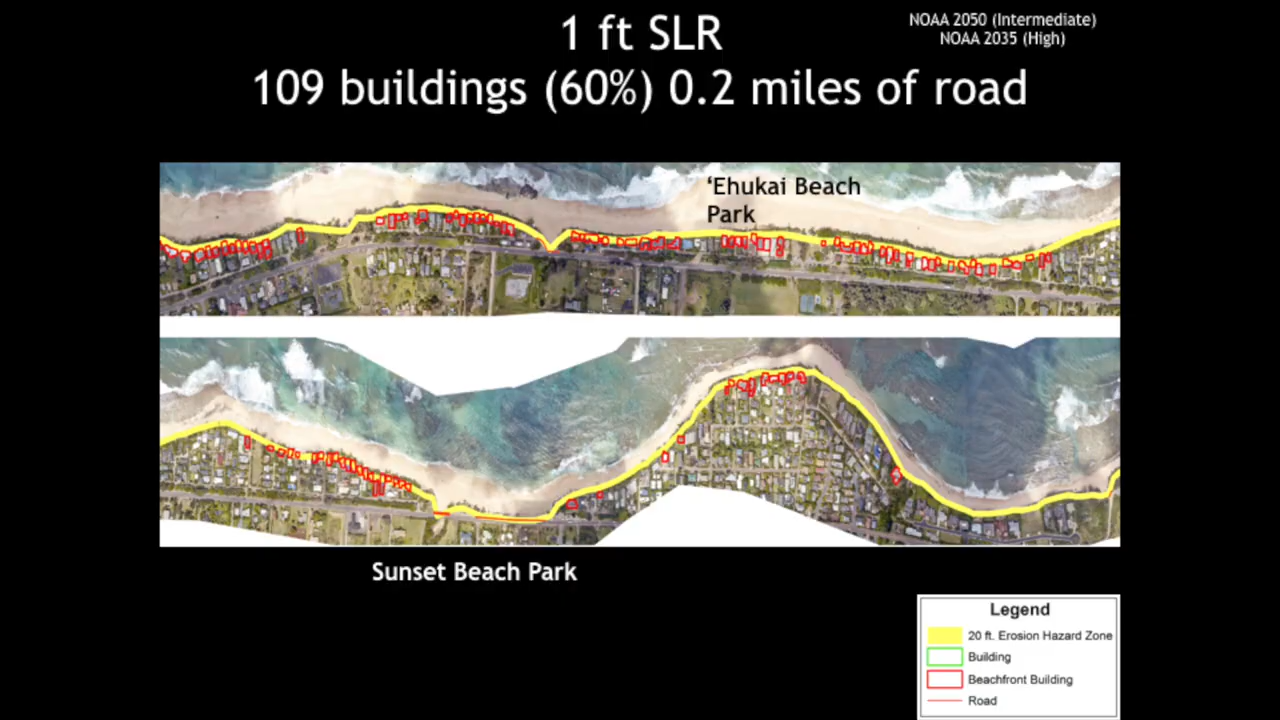 1 ft SLR
NOAA 2050 (Intermediate)
NOAA 2035 (High)
109 buildings (60%) 0.2 miles of road
‘Ehukai Beach
Park
Sunset Beach Park
Legend
20 ft. Erosion Hazard Zone
Building
Beachfront Building
Road